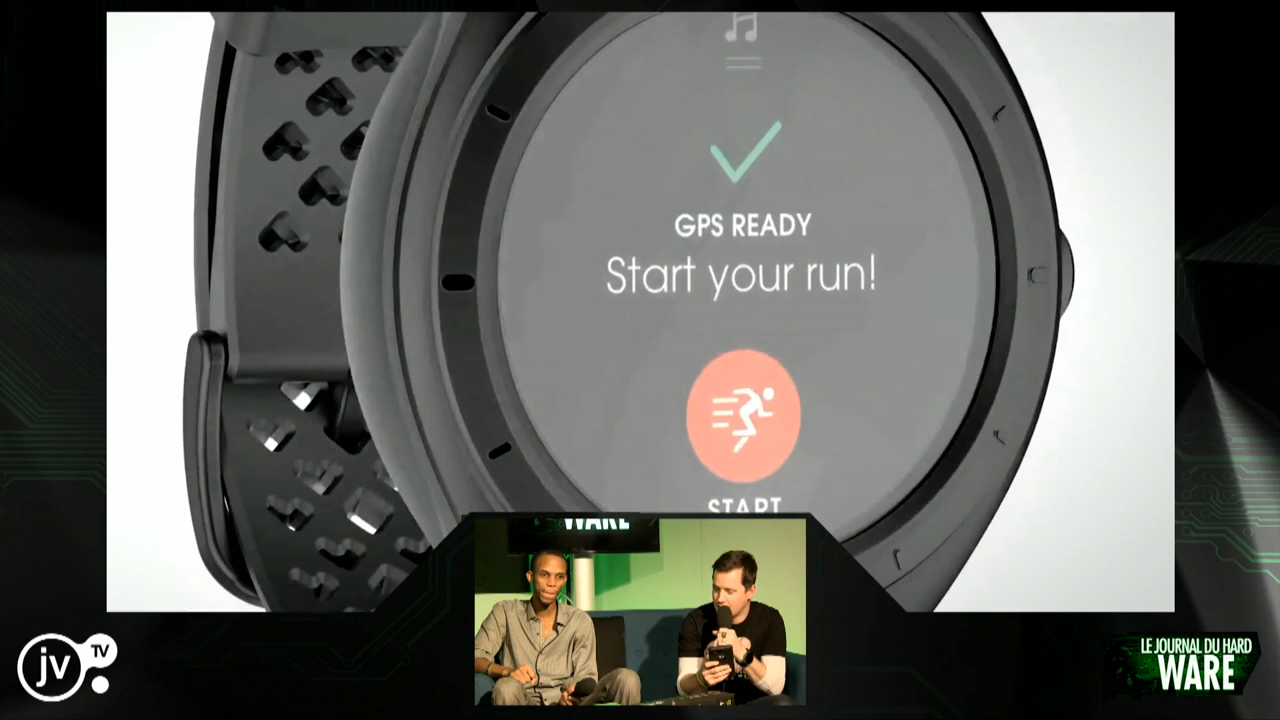 GPS READY
Start your run!
START
WARE
jv TV
LE JOURNAL DU HARD
WARE